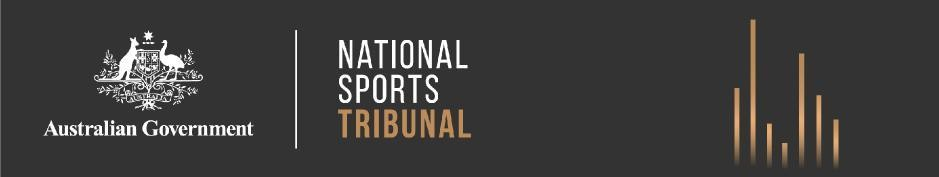 Australian Government
NATIONAL
SPORTS
TRIBUNAL